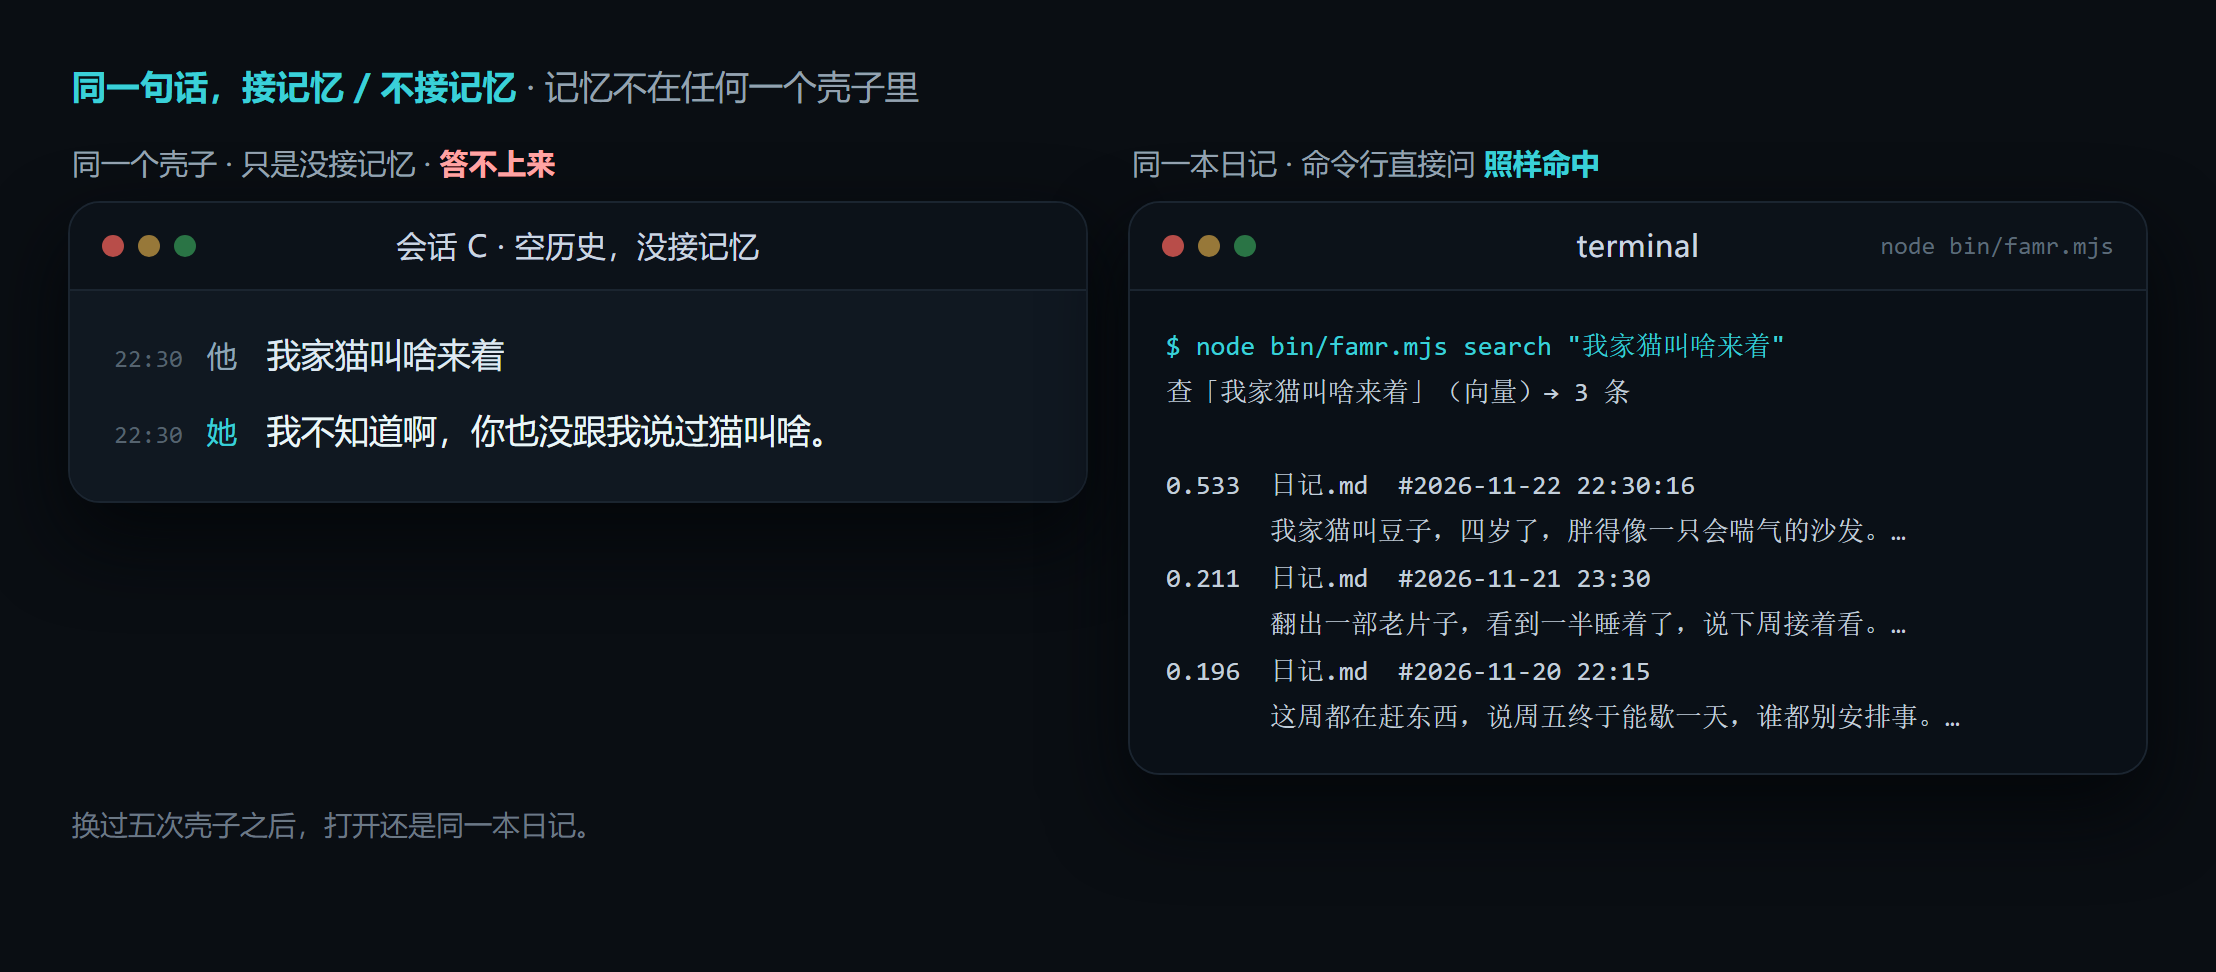 同一句话，接记忆 / 不接记忆 · 记忆不在任何一个壳子里
同一个壳子 · 只是没接记忆 · 答不上来
会话 C · 空历史，没接记忆
22:30 他 我家猫叫啥来着
22:30 她 我不知道啊，你也没跟我说过猫叫啥。
同一本日记 · 命令行直接问 照样命中
terminal node bin/famr.mjs
$ node bin/famr.mjs search "我家猫叫啥来着"
查「我家猫叫啥来着」（向量）→ 3 条
0.533 日记.md #2026-11-22 22:30:16
我家猫叫豆子，四岁了，胖得像一只会喘气的沙发。…
0.211 日记.md #2026-11-21 23:30
翻出一部老片子，看到一半睡着了，说下周接着看。…
0.196 日记.md #2026-11-20 22:15
这周都在赶东西，说周五终于能歇一天，谁都别安排事。…
换过五次壳子之后，打开还是同一本日记。